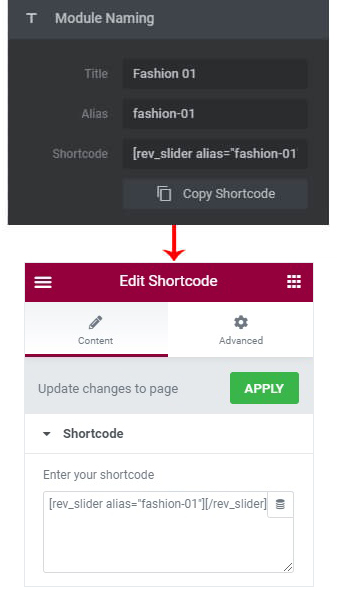 Module Naming
Title Fashion 01
Alias fashion-01
Shortcode [rev_slider alias="fashion-01"
Copy Shortcode
Edit Shortcode
Content Advanced
Update changes to page APPLY
Shortcode
Enter your shortcode
[rev_slider alias="fashion-01"][/rev_slider]